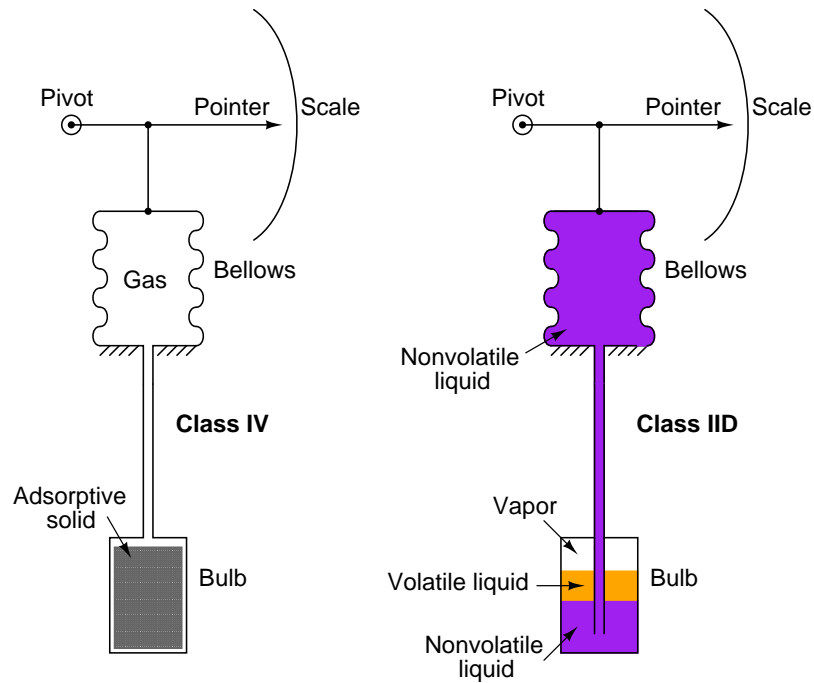 Pivot
Pointer
Scale
Gas
Bellows
Class IV
Adsorptive
solid
Bulb
Pivot
Pointer
Scale
Bellows
Nonvolatile
liquid
Class IID
Vapor
Volatile liquid
Bulb
Nonvolatile
liquid